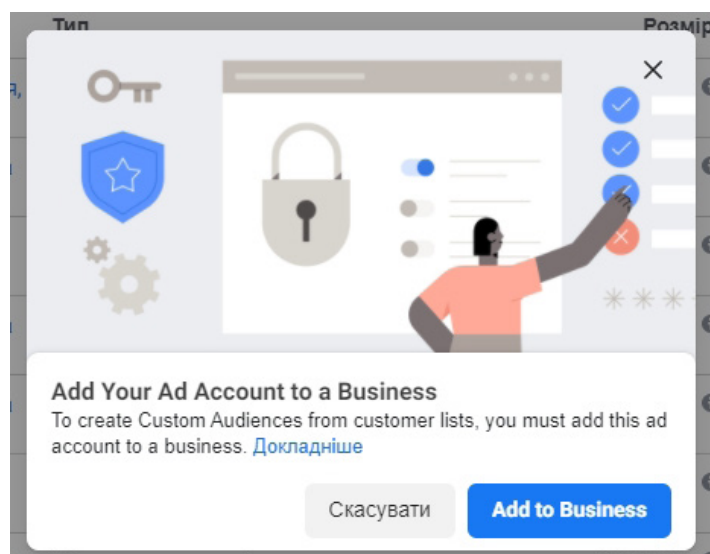 Тип
Розмір
я,
Add Your Ad Account to a Business
To create Custom Audiences from customer lists, you must add this ad
account to a business. Докладніше
Скасувати
Add to Business